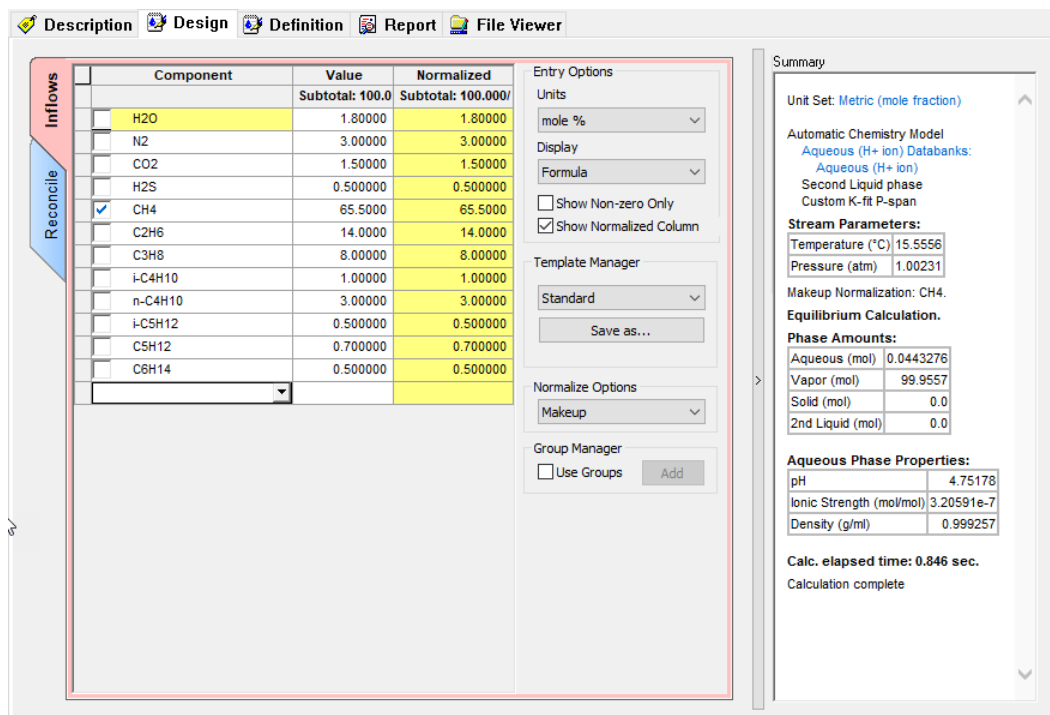 Description Design Definition Report File Viewer
Inflows
Reconcile
Component Value Normalized
Subtotal: 100.0 Subtotal: 100.000/
H2O 1.80000 1.80000
N2 3.00000 3.00000
CO2 1.50000 1.50000
H2S 0.500000 0.500000
CH4 65.5000 65.5000
C2H6 14.0000 14.0000
C3H8 8.00000 8.00000
i-C4H10 1.00000 1.00000
n-C4H10 3.00000 3.00000
i-C5H12 0.500000 0.500000
C5H12 0.700000 0.700000
C6H14 0.500000 0.500000
Entry Options
Units
mole %
Display
Formula
Show Non-zero Only
Show Normalized Column
Template Manager
Standard
Save as...
Normalize Options
Makeup
Group Manager
Use Groups Add
>
Summary
Unit Set: Metric (mole fraction)
Automatic Chemistry Model
Aqueous (H+ ion) Databanks:
Aqueous (H+ ion)
Second Liquid phase
Custom K-fit P-span
Stream Parameters:
Temperature (°C) 15.5556
Pressure (atm) 1.00231
Makeup Normalization: CH4.
Equilibrium Calculation.
Phase Amounts:
Aqueous (mol) 0.0443276
Vapor (mol) 99.9557
Solid (mol) 0.0
2nd Liquid (mol) 0.0
Aqueous Phase Properties:
pH 4.75178
Ionic Strength (mol/mol) 3.20591e-7
Density (g/ml) 0.999257
Calc. elapsed time: 0.846 sec.
Calculation complete